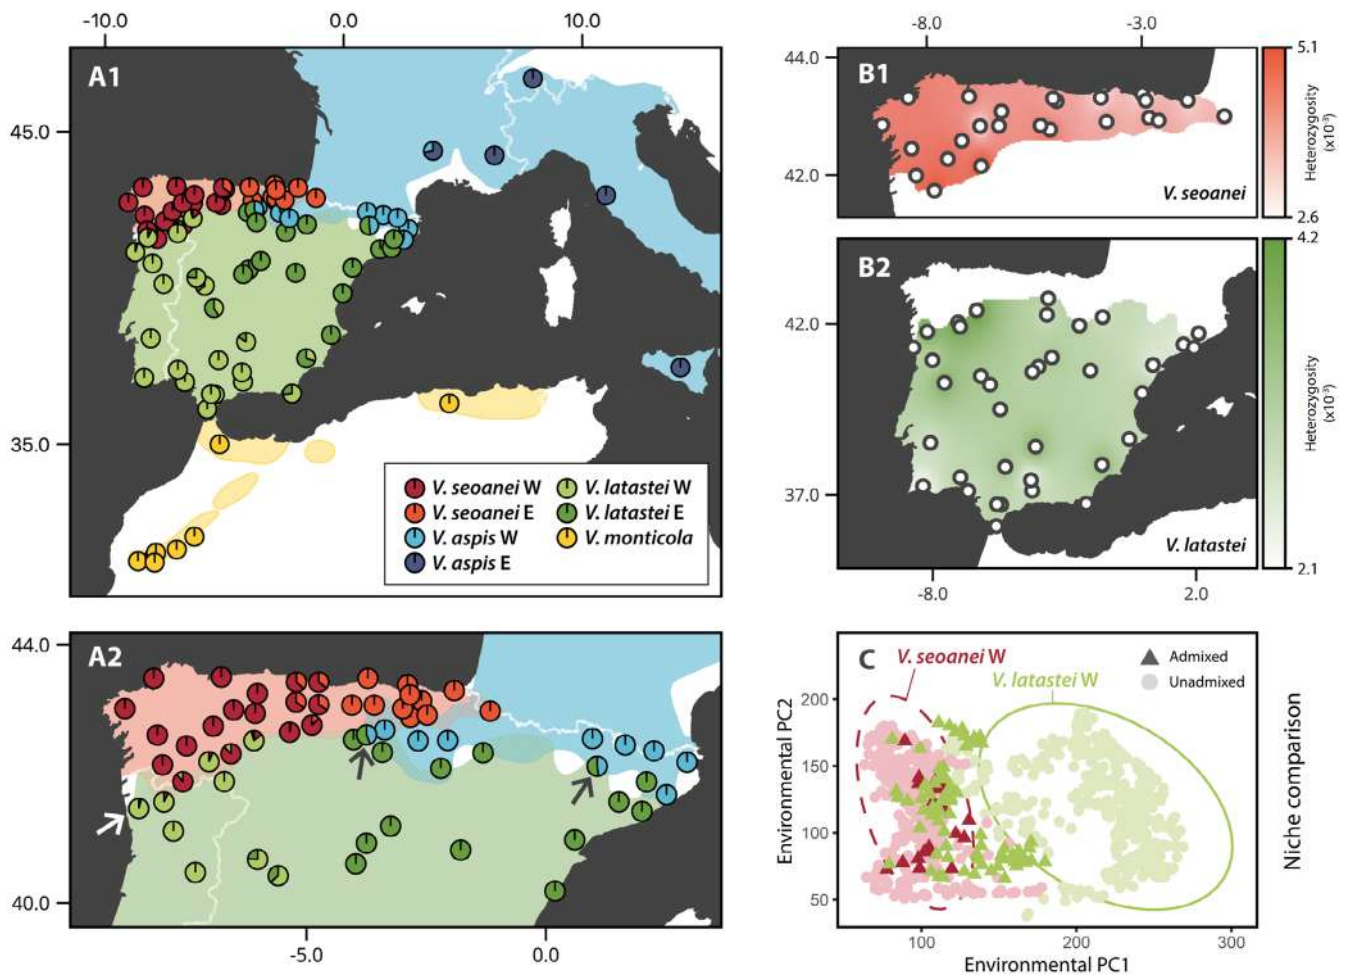 -10.0 0.0 10.0
A1
45.0
35.0
V. seoanei W
V. seoanei E
V. aspis W
V. aspis E
V. latastei W
V. latastei E
V. monticola
A2
44.0
40.0
-5.0 0.0
-8.0 -3.0
B1
44.0
42.0
V. seoanei
5.1
Heterozygosity
(x10⁻³)
2.6
B2
42.0
37.0
V. latastei
-8.0 2.0
4.2
Heterozygosity
(x10⁻³)
2.1
C
V. seoanei W
V. latastei W
Admixed
Unadmixed
Environmental PC2
200
150
100
50
100 200 300
Environmental PC1
Niche comparison